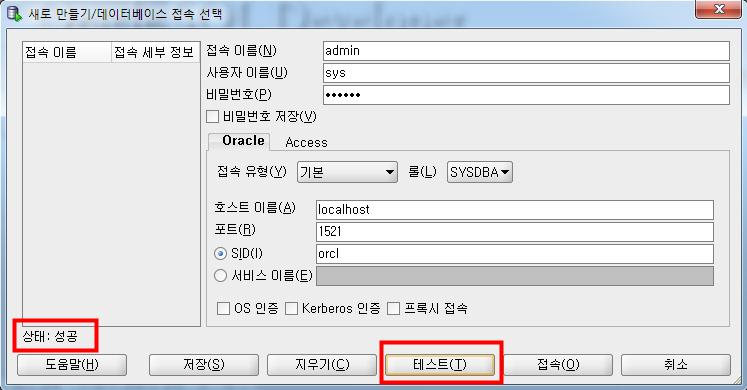 새로 만들기/데이터베이스 접속 선택
접속 이름 접속 세부 정보
접속 이름(N) admin
사용자 이름(U) sys
비밀번호(P) ••••••
비밀번호 저장(V)
Oracle Access
접속 유형(Y) 기본 롤(L) SYSDBA
호스트 이름(A) localhost
포트(R) 1521
SID(I) orcl
서비스 이름(E)
OS 인증 Kerberos 인증 프록시 접속
상태: 성공
도움말(H) 저장(S) 지우기(C) 테스트(T) 접속(O) 취소